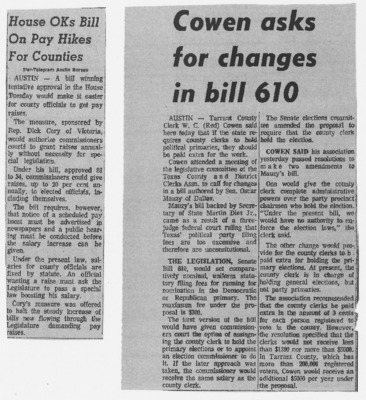 House OKs Bill
On Pay Hikes
For Counties
Star-Telegram Austin Bureau
AUSTIN — A bill winning
tentative approval in the House
Tuesday would make it easier
for county officials to get pay
raises.
The measure, sponsored by
Rep. Dick Cory of Victoria,
would authorize commissioners
courts to grant raises annual-
ly without necessity for spe-
cial legislation.
Under his bill, approved 82
to 34, commissioners could give
raises, up to 20 per cent an-
nually, to elected officials, in-
cluding themselves.
The bill requires, however,
that notice of a scheduled pay
boost must be advertised in
newspapers and a public hear-
ing must be conducted before
the salary increase can be
given.
Under the present law, sal-
aries for county officials are
fixed by statute. An official
wanting a raise must ask the
Legislature to pass a special
law boosting his salary.
Cory's measure was offered
to halt the steady increase of
bills now flowing through the
Legislature demanding pay
raises.
Cowen asks
for changes
in bill 610
AUSTIN — Tarrant County
Clerk W. C. (Red) Cowen said
here today that if the state re-
quires county clerks to hold
political primaries, they should
be paid extra for the work.
Cowen attended a meeting of
the legislative committee at the
Texas County and District
Clerks Assn. to call for changes
in a bill authored by Sen. Oscar
Mauzy of Dallas.
Mauzy's bill backed by Secre-
tary of State Martin Dies Jr.,
came as a result of a three-
judge federal court ruling that
Texas' political party filing
fees are too excessive and
therefore are unconstitutional.
THE LEGISLATION, Senate
Bill 610, would set compara-
tively nominal, uniform state
filing fees for running for
nomination in the Democratic
or Republican primary. The
maximum fee under the pro-
posal is $300.
The first version of the bill
would have given commission-
ers court the option of assign-
ing the county clerk to hold the
primary elections or to appoint
an election commissioner to do
it. If the later approach was
taken, the commissioner would
receive the same salary as the
county clerk.
The Senate elections commit-
tee amended the proposal to
require that the county clerk
hold the election.
COWEN SAID his association
yesterday passed resolutions to
make two amendments to
Mauzy's bill.
One would give the county
clerk complete administrative
powers over the party precinct
chairmen who hold the election.
"Under the present bill, we
would have no authority to en-
force the election laws," the
clerk said.
The other change would pro-
vide for the county clerks to be
paid extra for holding the pri-
mary elections. At present, the
county clerk is in charge of
holding general elections, but
not party primaries.
The association recommended
that the county clerks be paid
extra in the amount of 3 cents
for each person registered to
vote in the county. However,
the resolution specified that the
clerks would not receive less
than $1200 nor more than $5000.
In Tarrant County, which has
more than 200,000 registered
voters, Cowen would receive an
additional $5000 per year under
the proposal.